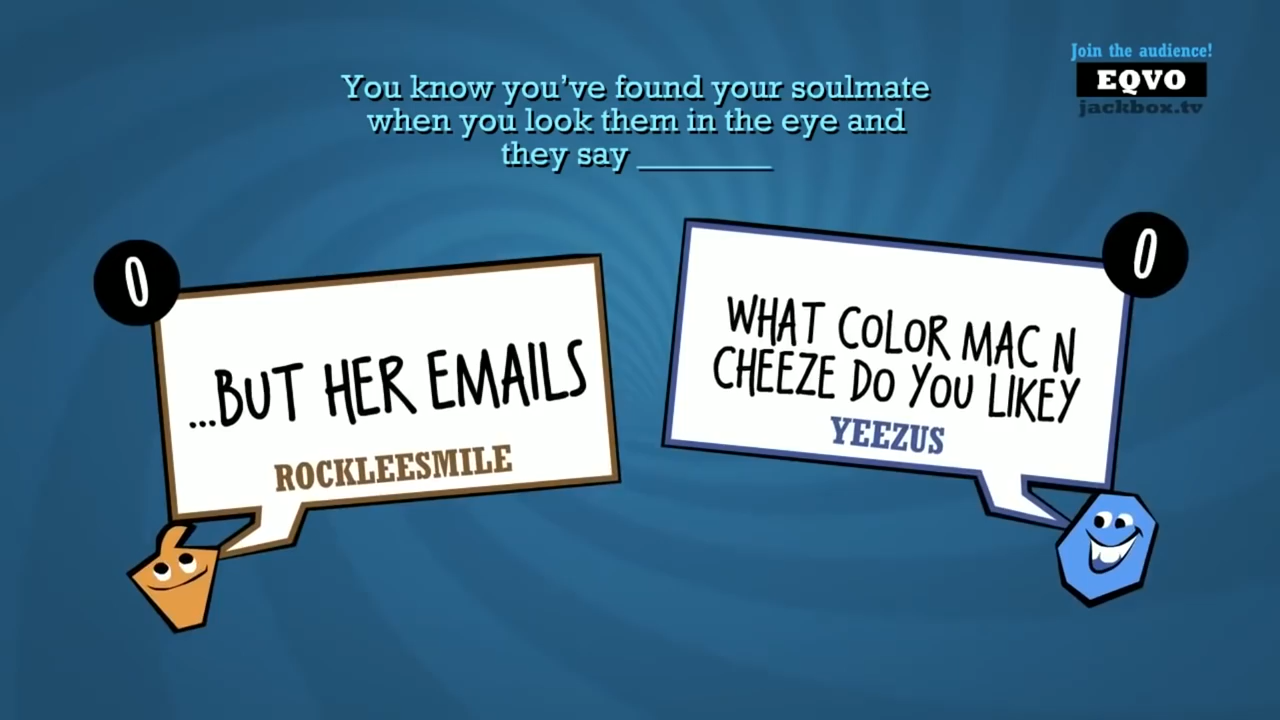 Join the audience!
EQVO
jackbox.tv
You know you've found your soulmate
when you look them in the eye and
they say _________
0
0
...BUT HER EMAILS
ROCKLEESMILE
WHAT COLOR MAC N
CHEEZE DO YOU LIKEY
YEEZUS